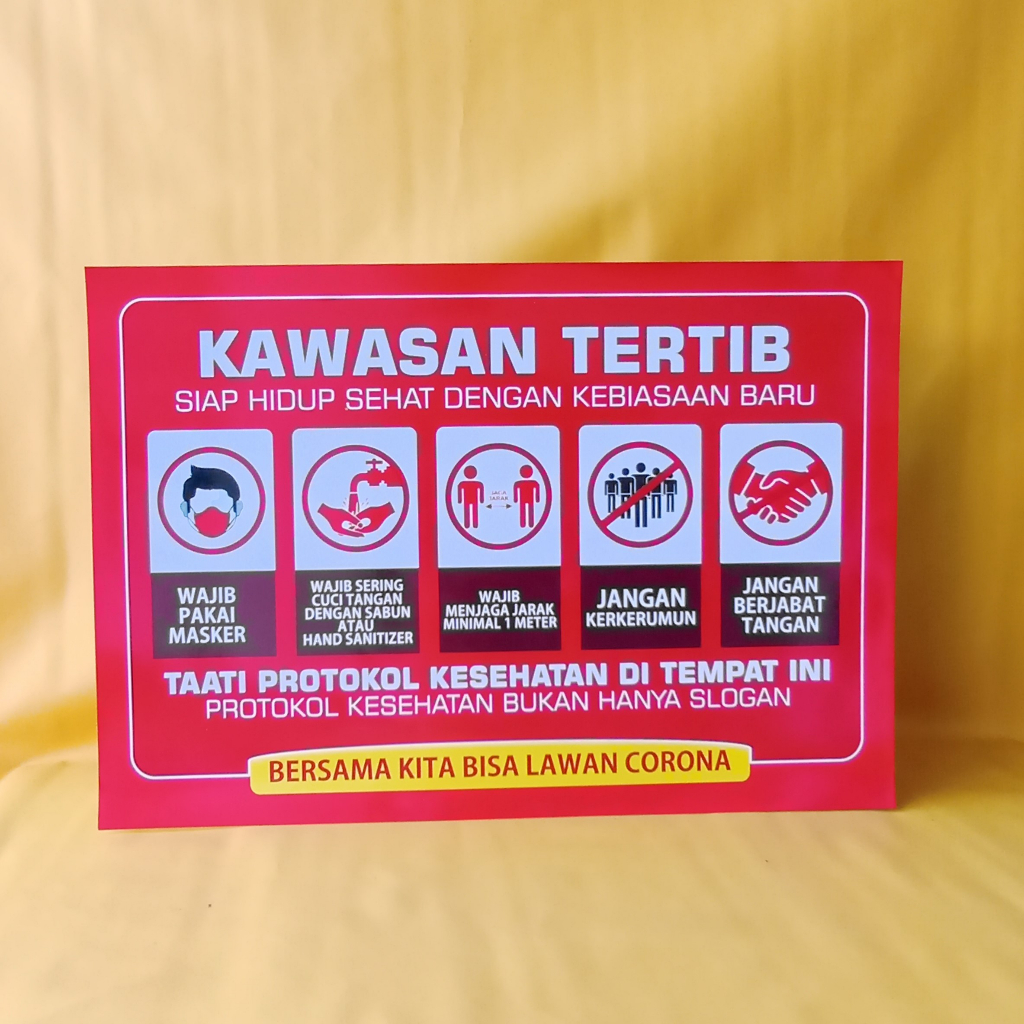 KAWASAN TERTIB
SIAP HIDUP SEHAT DENGAN KEBIASAAN BARU
JAGA
JARAK
WAJIB
PAKAI
MASKER
WAJIB SERING
CUCI TANGAN
DENGAN SABUN
ATAU
HAND SANITIZER
WAJIB
MENJAGA JARAK
MINIMAL 1 METER
JANGAN
KERKERUMUN
JANGAN
BERJABAT
TANGAN
TAATI PROTOKOL KESEHATAN DI TEMPAT INI
PROTOKOL KESEHATAN BUKAN HANYA SLOGAN
BERSAMA KITA BISA LAWAN CORONA